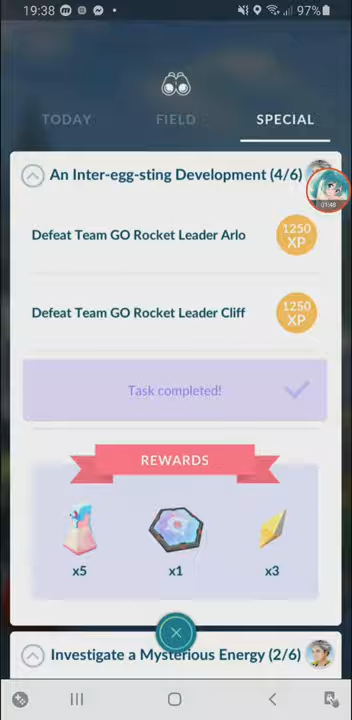 19:38
97%
TODAY
FIELD
SPECIAL
An Inter-egg-sting Development (4/6)
01:48
Defeat Team GO Rocket Leader Arlo
1250
XP
Defeat Team GO Rocket Leader Cliff
1250
XP
Task completed!
REWARDS
x5
x1
x3
Investigate a Mysterious Energy (2/6)